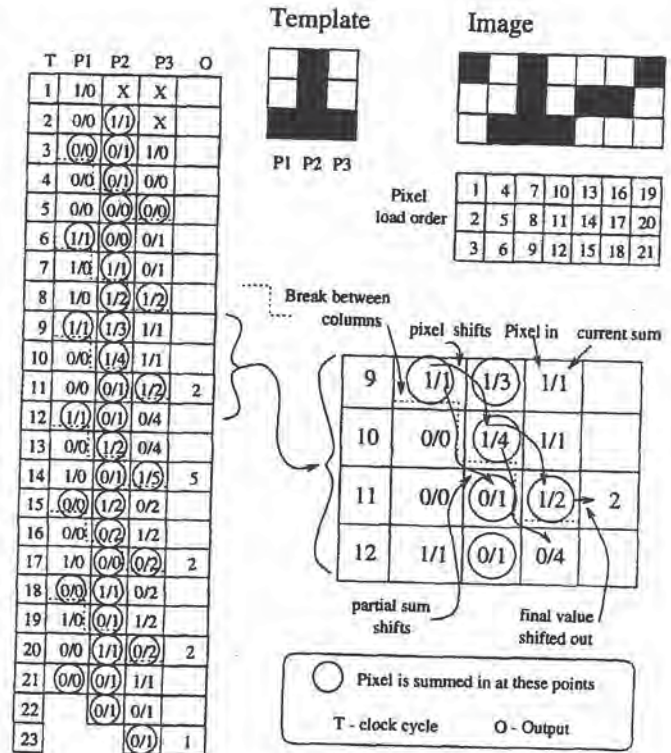 Template
Image
T P1 P2 P3 O
1 1/0 X X
2 0/0 1/1 X
3 0/0 0/1 1/0
4 0/0 0/1 0/0
5 0/0 0/0 0/0
6 1/1 0/0 0/1
7 1/0 1/1 0/1
8 1/0 1/2 1/2
9 1/1 1/3 1/1
10 0/0 1/4 1/1
11 0/0 0/1 1/2 2
12 1/1 0/1 0/4
13 0/0 1/2 0/4
14 1/0 0/1 1/5 5
15 0/0 1/2 0/2
16 0/0 0/2 1/2
17 1/0 0/0 0/2 2
18 0/0 1/1 0/2
19 1/0 0/1 1/2
20 0/0 1/1 0/2 2
21 0/0 0/1 1/1
22 0/1 0/1
23 0/1 1
P1 P2 P3
Pixel
load order
1 4 7 10 13 16 19
2 5 8 11 14 17 20
3 6 9 12 15 18 21
Break between
columns
pixel shifts
Pixel in
current sum
9 1/1 1/3 1/1
10 0/0 1/4 1/1
11 0/0 0/1 1/2 2
12 1/1 0/1 0/4
partial sum
shifts
final value
shifted out
Pixel is summed in at these points
T - clock cycle O - Output